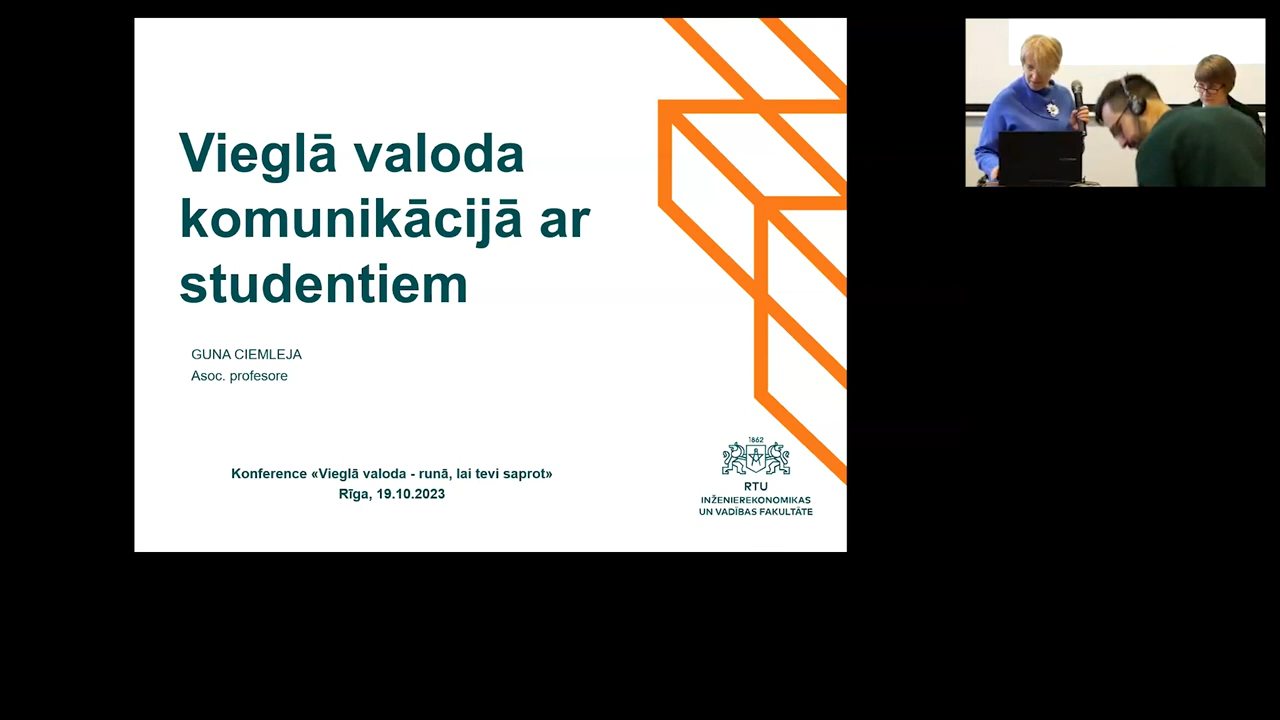 Vieglā valoda
komunikācijā ar
studentiem
GUNA CIEMLEJA
Asoc. profesore
Konference «Vieglā valoda - runā, lai tevi saprot»
Rīga, 19.10.2023
1862
RTU
INŽENIEREKONOMIKAS
UN VADĪBAS FAKULTĀTE